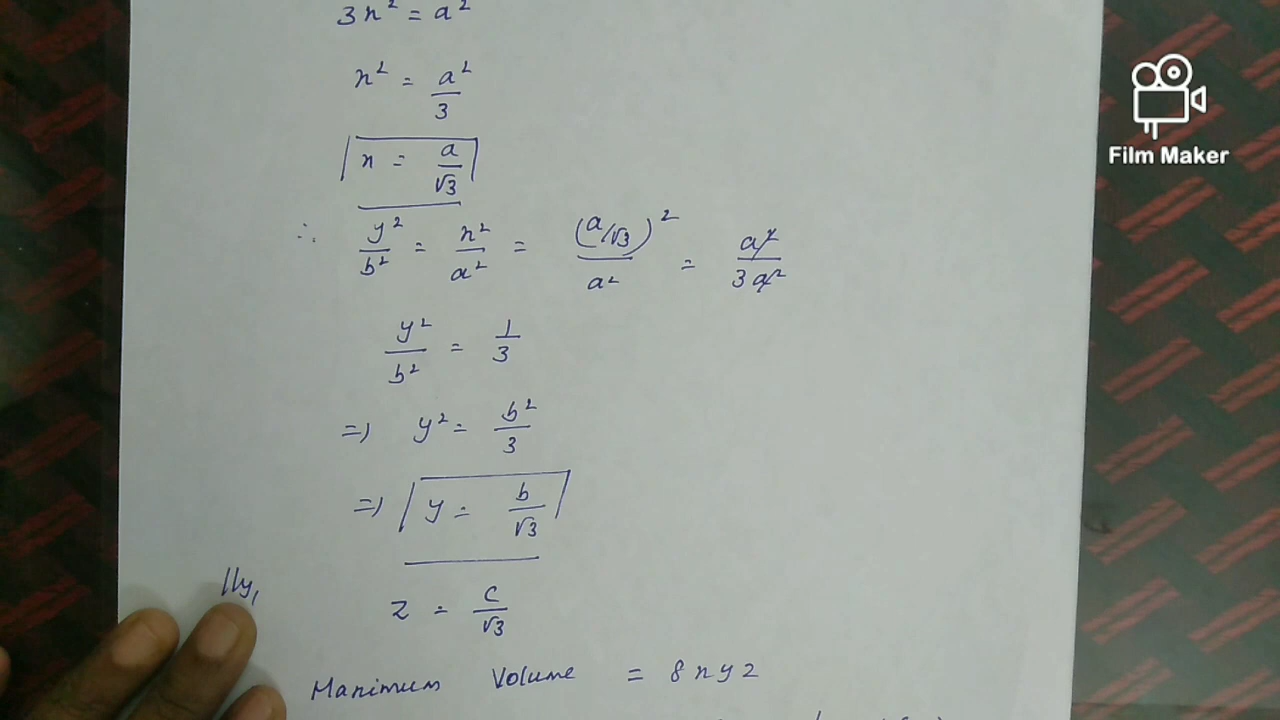 3x² = a²
x² = a²/3
x = a/√3
∴ y²/b² = x²/a² = (a/√3)²/a² = a²/3a²
y²/b² = 1/3
=> y² = b²/3
=> y = b/√3
lly, z = c/√3
Maximum Volume = 8xyz
Film Maker